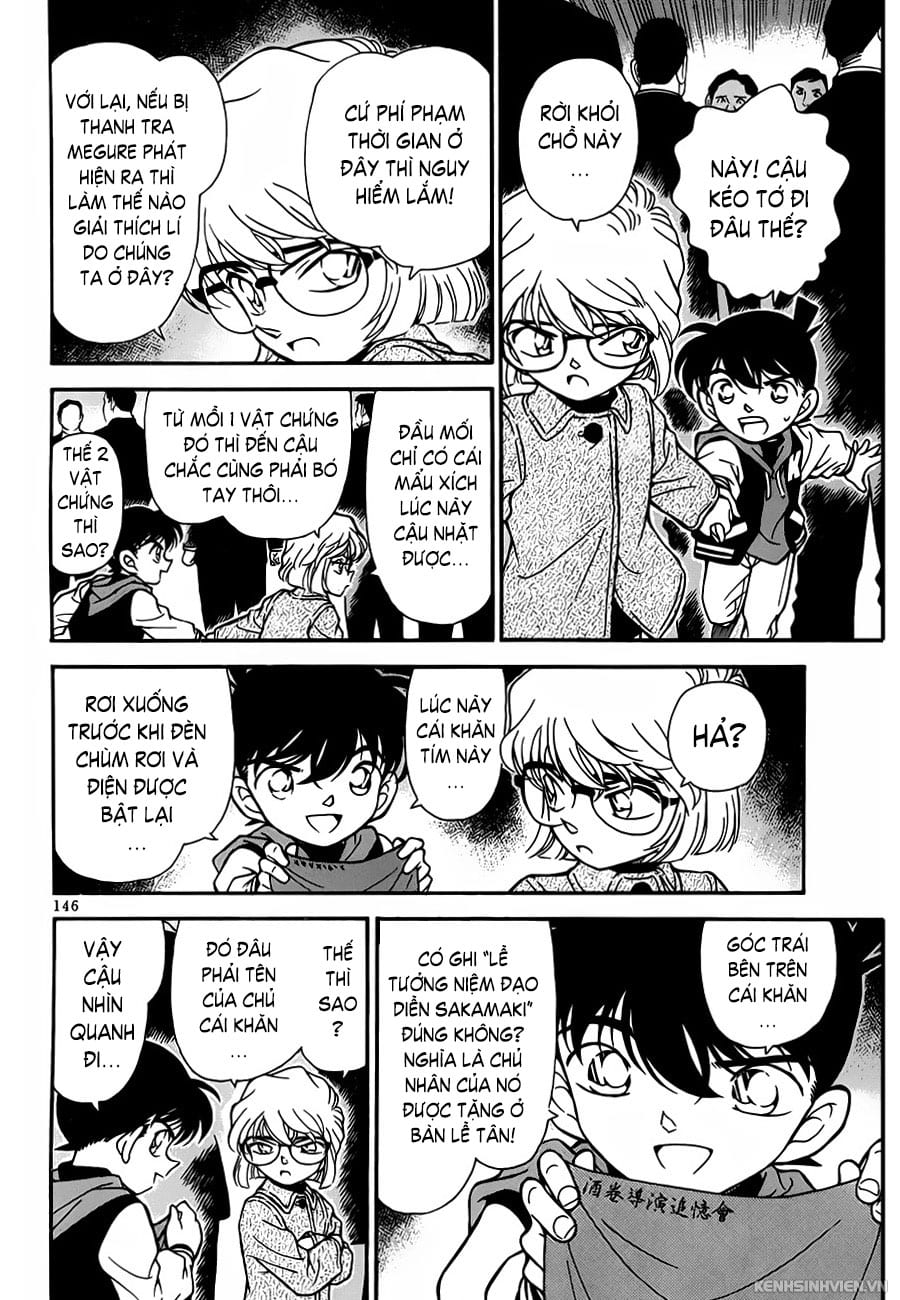 NÀY! CẬU
KÉO TỚ ĐI
ĐÂU THẾ?
RỜI KHỎI
CHỖ NÀY
...
CỨ PHÍ PHẠM
THỜI GIAN Ở
ĐÂY THÌ NGUY
HIỂM LẮM!
VỚI LẠI, NẾU BỊ
THANH TRA
MEGURE PHÁT
HIỆN RA THÌ
LÀM THẾ NÀO
GIẢI THÍCH LÍ
DO CHÚNG
TA Ở ĐÂY?
ĐẦU MỐI
CHỈ CÓ CÁI
MẨU XÍCH
LÚC NÃY
CẬU NHẶT
ĐƯỢC...
TỪ MỖI 1 VẬT CHỨNG
ĐÓ THÌ ĐẾN CẬU
CHẮC CŨNG PHẢI BÓ
TAY THÔI...
THẾ 2
VẬT
CHỨNG
THÌ
SAO?
HẢ?
LÚC NÃY
CÁI KHĂN
TÍM NÀY
...
RƠI XUỐNG
TRƯỚC KHI ĐÈN
CHÙM RƠI VÀ
ĐIỆN ĐƯỢC
BẬT LẠI
...
146
GÓC TRÁI
BÊN TRÊN
CÁI KHĂN
...
CÓ GHI "LỄ
TƯỞNG NIỆM ĐẠO
DIỄN SAKAMAKI"
ĐÚNG KHÔNG?
NGHĨA LÀ CHỦ
NHÂN CỦA NÓ
ĐƯỢC TẶNG Ở
BÀN LỄ TÂN!
酒卷導演追憶會
THẾ
THÌ
SAO
?
ĐÓ ĐÂU
PHẢI TÊN
CỦA CHỦ
CÁI KHĂN
...
VẬY
CẬU
NHÌN
QUANH
ĐI...
KENHSINHVIEN.VN